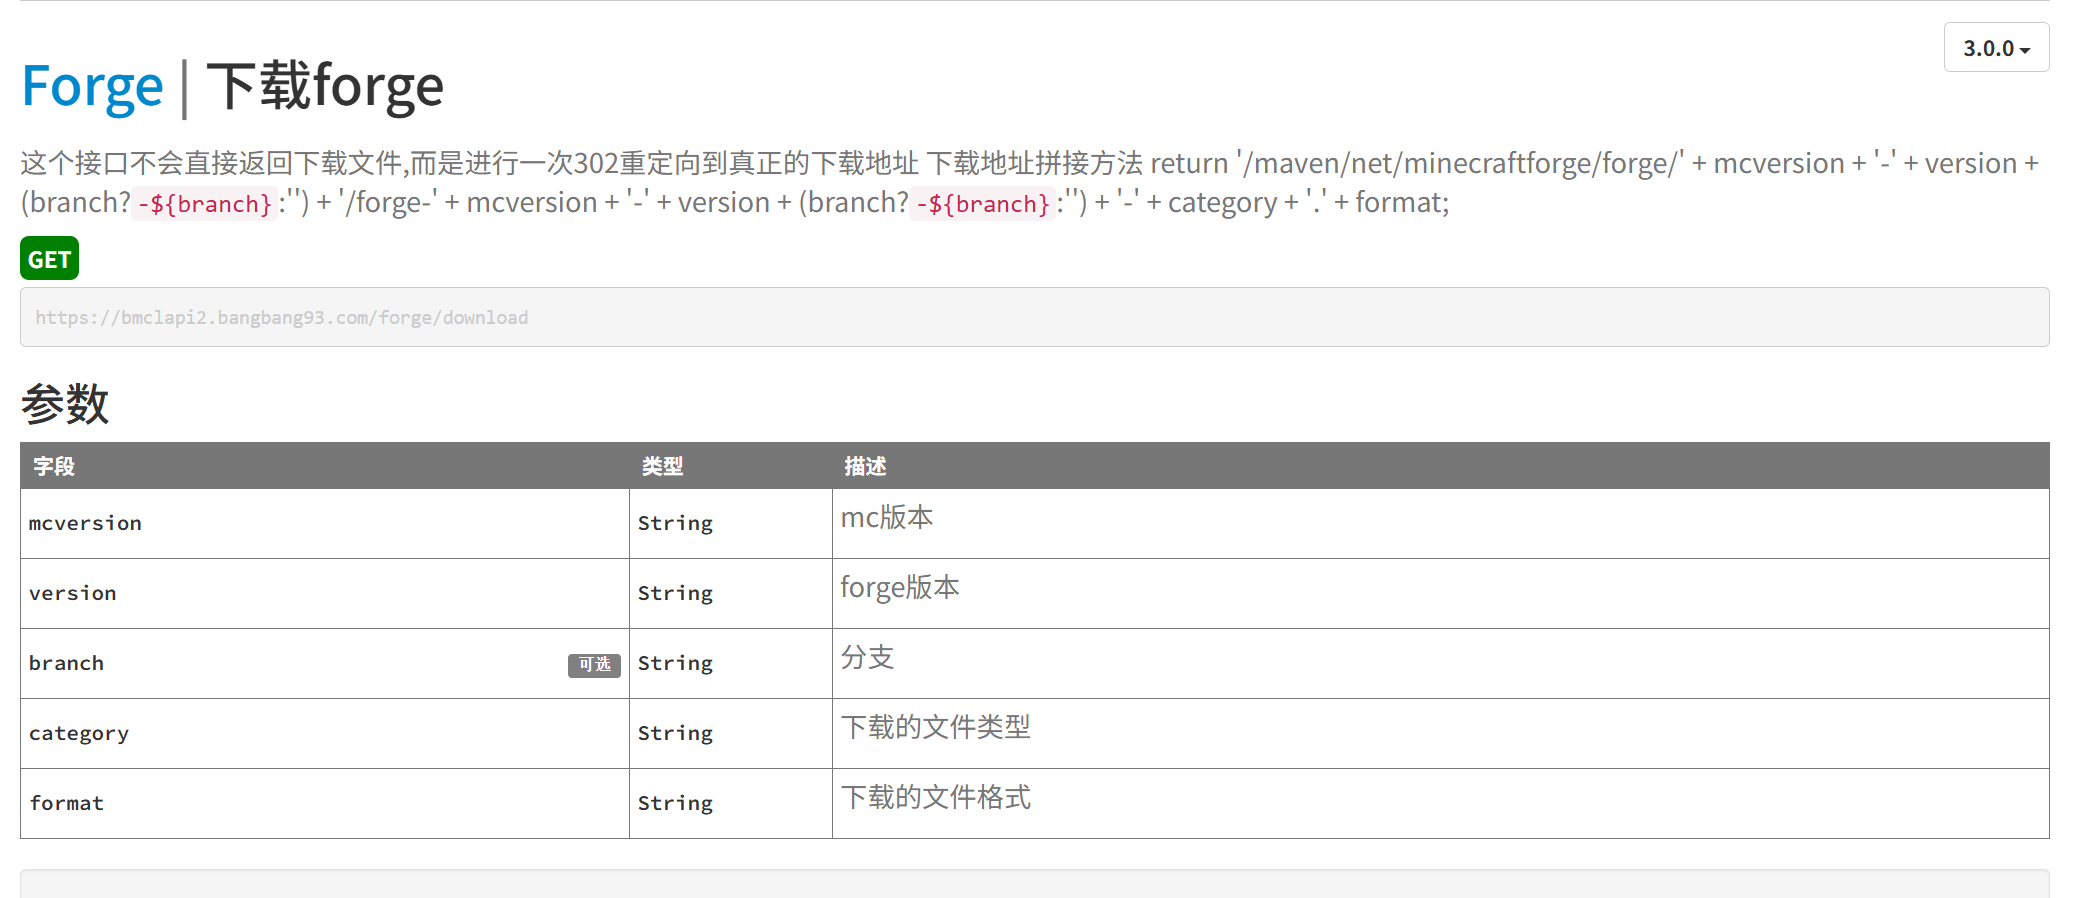 3.0.0
Forge | 下载forge
这个接口不会直接返回下载文件,而是进行一次302重定向到真正的下载地址 下载地址拼接方法 return '/maven/net/minecraftforge/forge/' + mcversion + '-' + version +
(branch?-${branch}:'') + '/forge-' + mcversion + '-' + version + (branch?-${branch}:'') + '-' + category + '.' + format;
GET
https://bmclapi2.bangbang93.com/forge/download
参数
字段 类型 描述
mcversion String mc版本
version String forge版本
branch 可选 String 分支
category String 下载的文件类型
format String 下载的文件格式